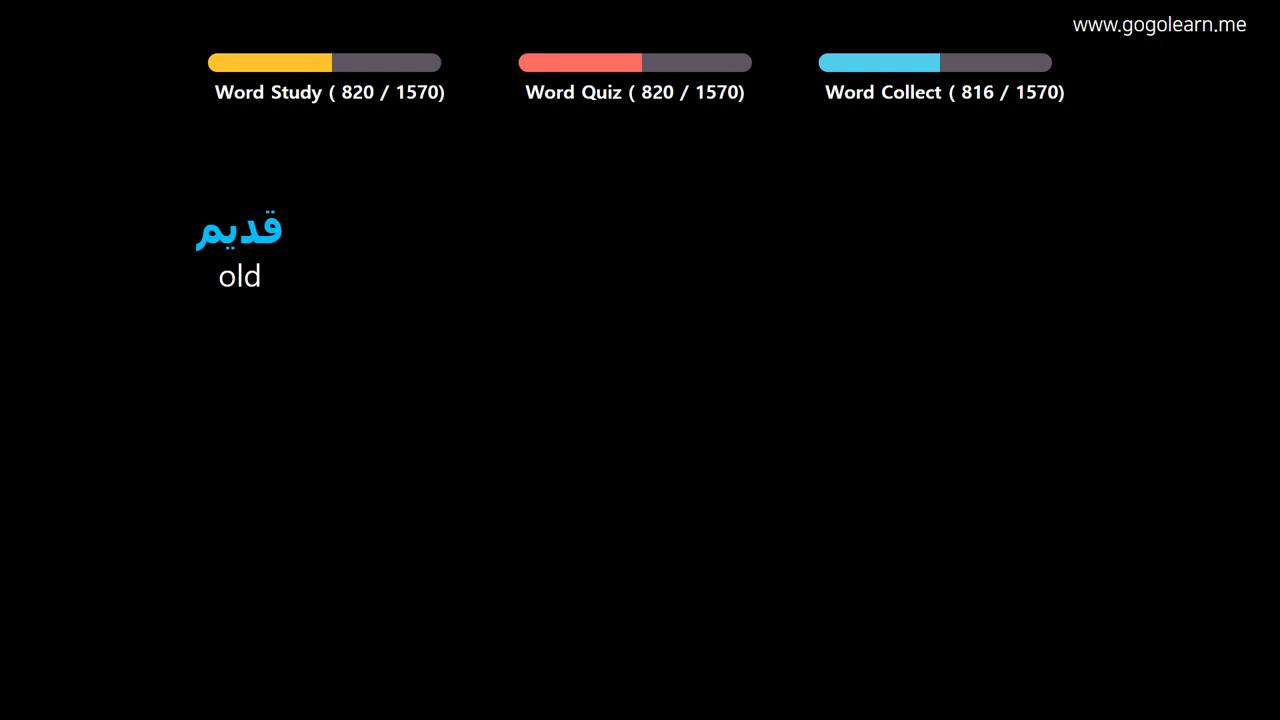 www.gogolearn.me
Word Study ( 820 / 1570)
Word Quiz ( 820 / 1570)
Word Collect ( 816 / 1570)
قديم
old